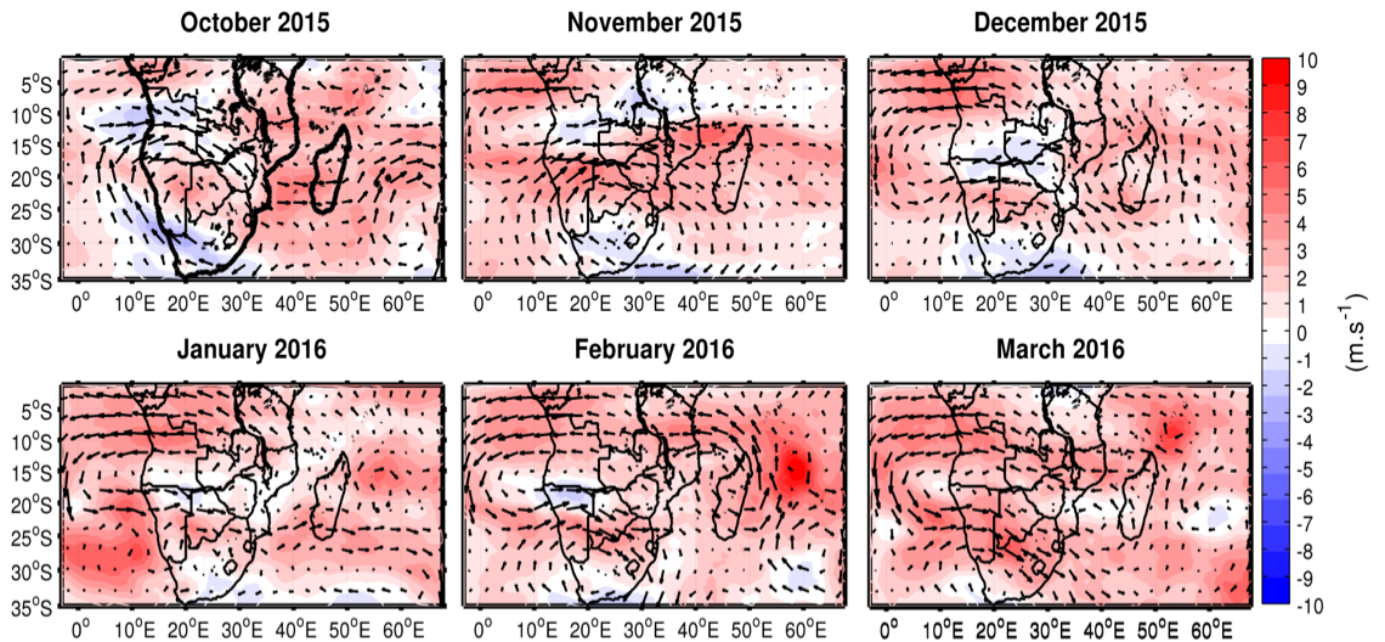 October 2015 November 2015 December 2015
5°S 10
10°S 9
15°S 8
20°S 7
25°S 6
30°S 5
35°S 4
0° 10°E 20°E 30°E 40°E 50°E 60°E 0° 10°E 20°E 30°E 40°E 50°E 60°E 0° 10°E 20°E 30°E 40°E 50°E 60°E 3
2
1
0
-1
(m.s⁻¹)
January 2016 February 2016 March 2016
5°S -2
10°S -3
15°S -4
20°S -5
25°S -6
30°S -7
35°S -8
-9
-10
0° 10°E 20°E 30°E 40°E 50°E 60°E 0° 10°E 20°E 30°E 40°E 50°E 60°E 0° 10°E 20°E 30°E 40°E 50°E 60°E